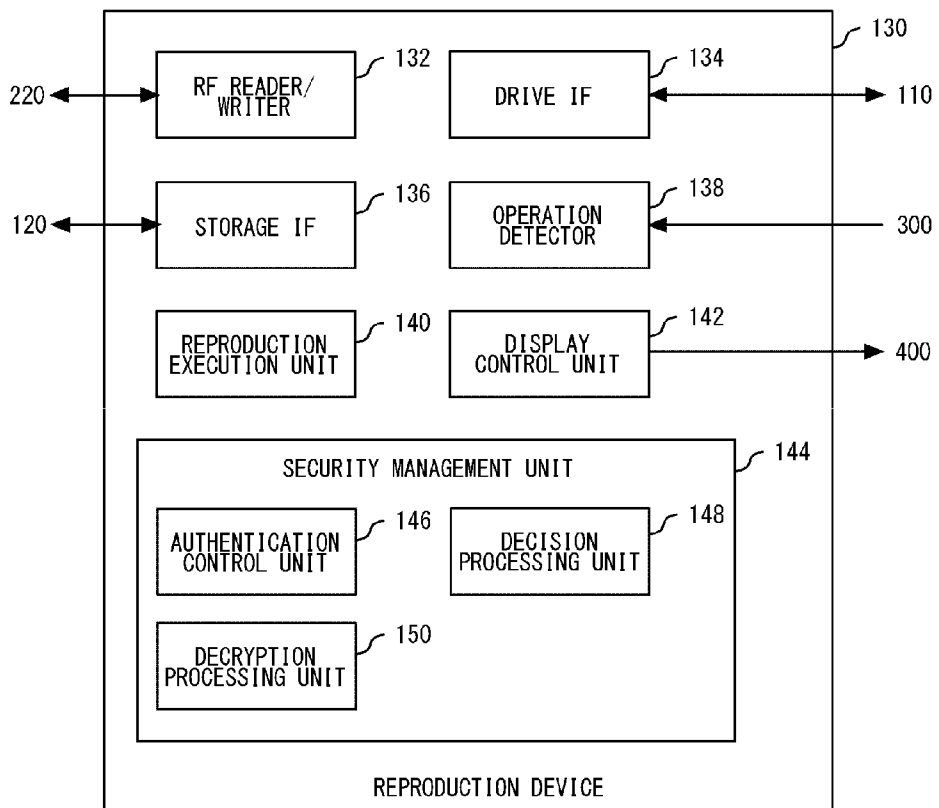 130
132
134
220
RF READER/
WRITER
DRIVE IF
110
136
138
120
STORAGE IF
OPERATION
DETECTOR
300
140
142
REPRODUCTION
EXECUTION UNIT
DISPLAY
CONTROL UNIT
400
144
SECURITY MANAGEMENT UNIT
146
148
AUTHENTICATION
CONTROL UNIT
DECISION
PROCESSING UNIT
150
DECRYPTION
PROCESSING UNIT
REPRODUCTION DEVICE